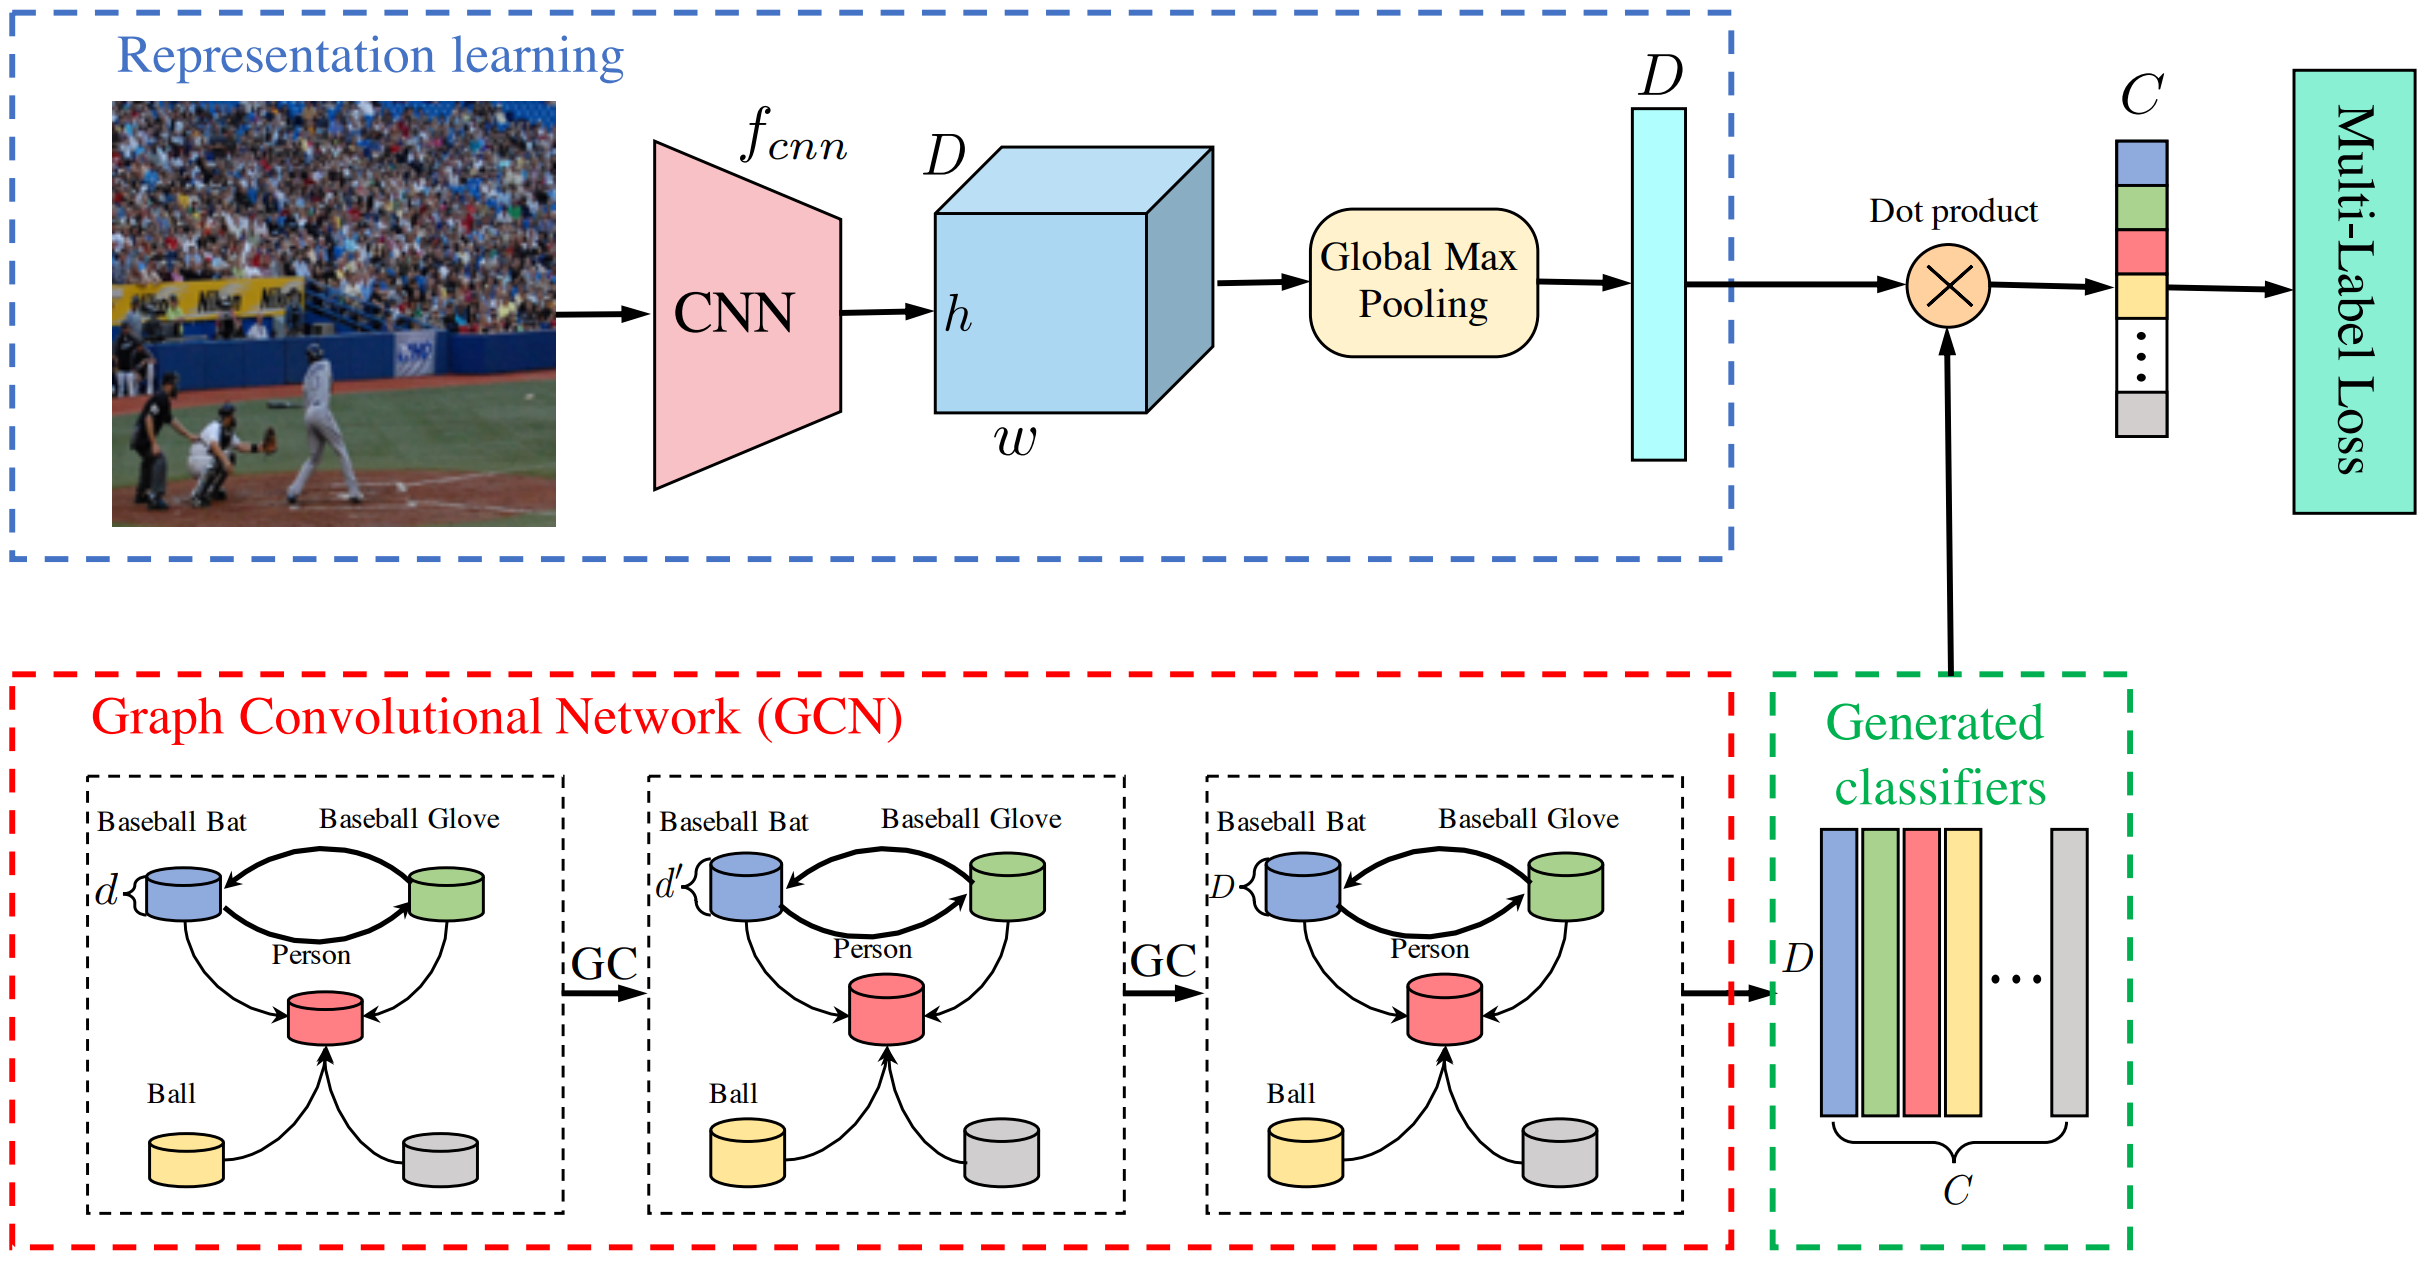 Representation learning
f_{cnn}
CNN
D
h
w
Global Max
Pooling
D
Dot product
C
Multi-Label Loss
Nikon
Graph Convolutional Network (GCN)
Baseball Bat
Baseball Glove
d
Person
Ball
GC
Baseball Bat
Baseball Glove
d′
Person
Ball
GC
Baseball Bat
Baseball Glove
D
Person
Ball
Generated
classifiers
D
C